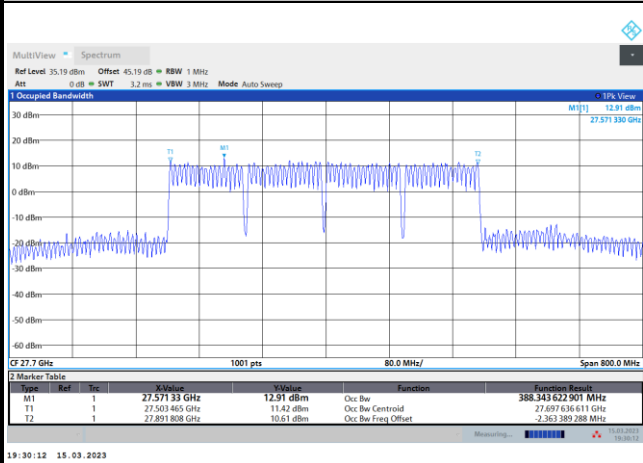 MultiView Spectrum
Ref Level 35.19 dBm Offset 45.19 dB RBW 1 MHz
Att 0 dB SWT 3.2 ms VBW 3 MHz Mode Auto Sweep
1 Occupied Bandwidth 1Pk View
M1[1] 12.91 dBm
27.571 330 GHz
30 dBm
20 dBm
T1 M1 T2
10 dBm
0 dBm
-10 dBm
-20 dBm
-30 dBm
-40 dBm
-50 dBm
-60 dBm
CF 27.7 GHz 1001 pts 80.0 MHz/ Span 800.0 MHz
2 Marker Table
Type Ref Trc X-Value Y-Value Function Function Result
M1 1 27.571 33 GHz 12.91 dBm Occ Bw 388.343 622 901 MHz
T1 1 27.503 465 GHz 11.42 dBm Occ Bw Centroid 27.697 636 611 GHz
T2 1 27.891 808 GHz 10.61 dBm Occ Bw Freq Offset -2.363 389 288 MHz
Measuring... 15.03.2023
19:30:12
19:30:12 15.03.2023